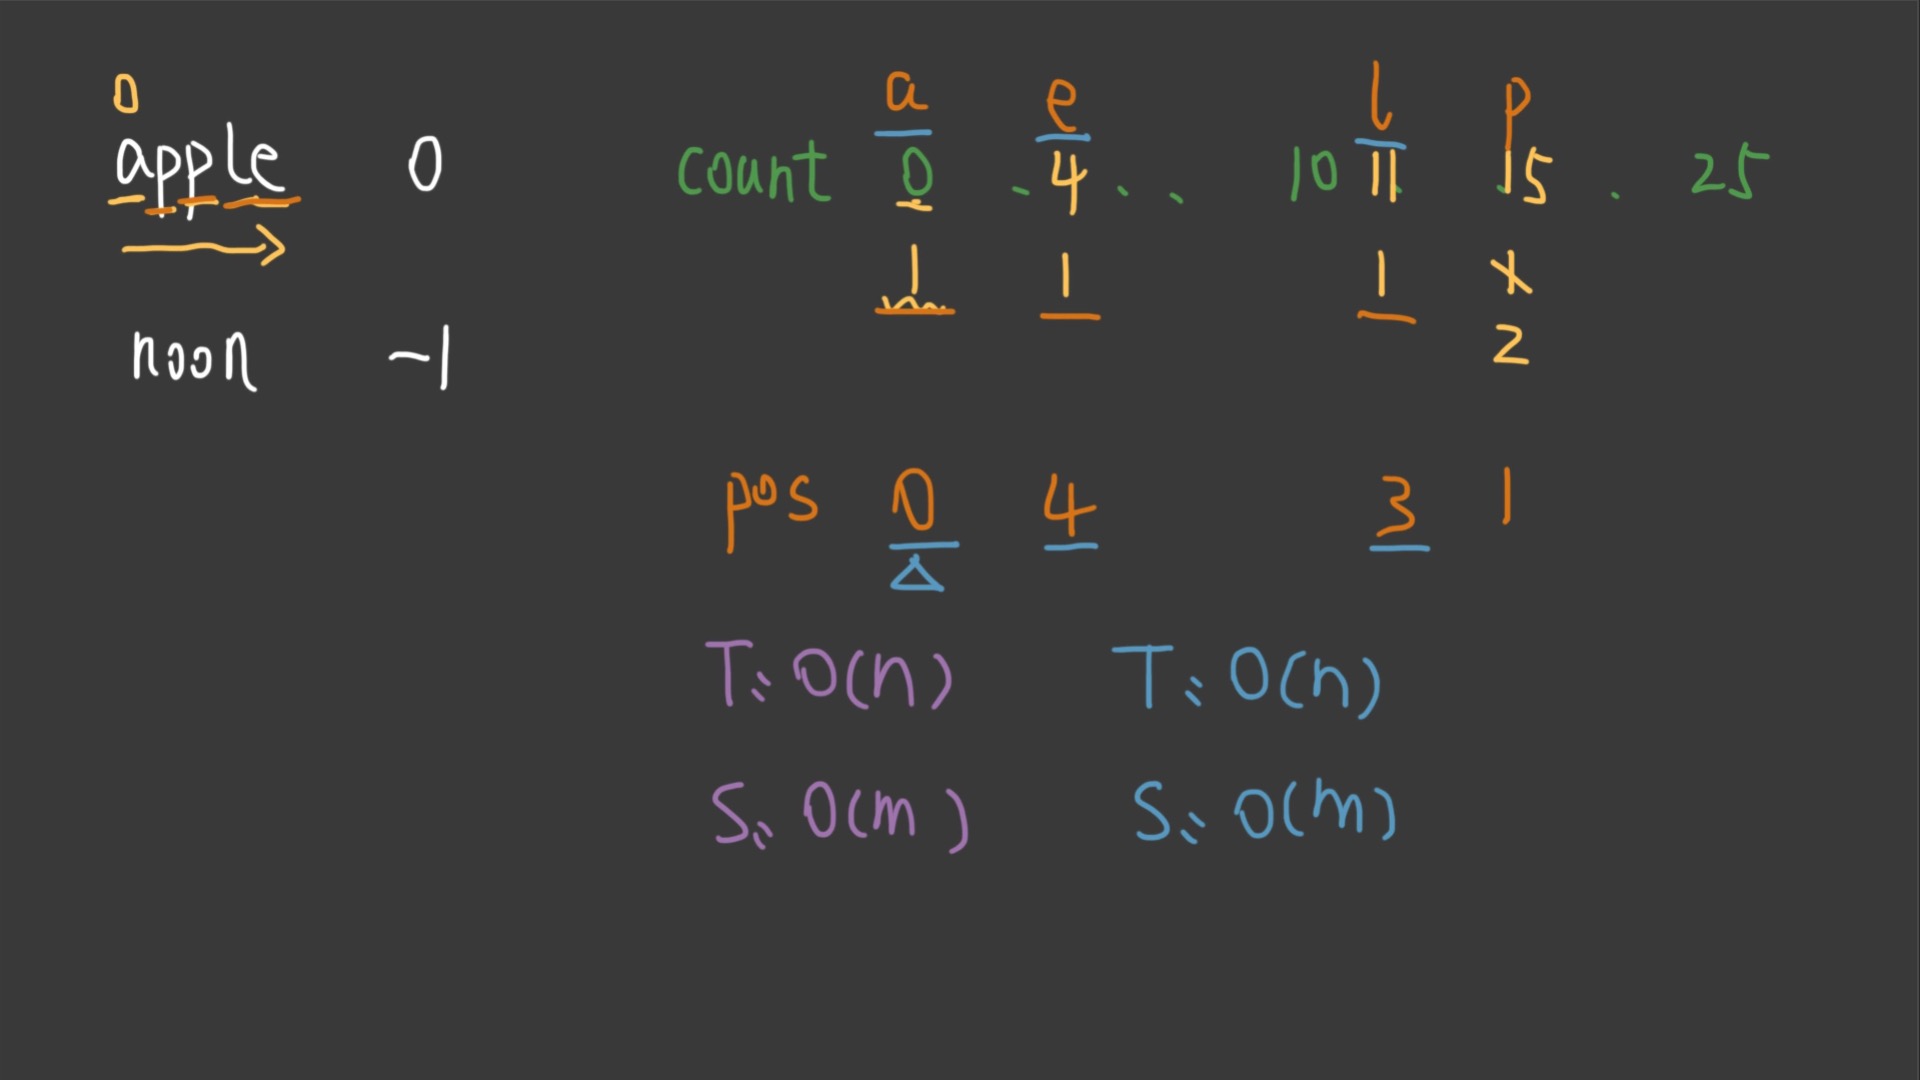 0
apple 0
noon -1
a e l p
count 0 . 4 . . 10 11 15 . 25
1 1 1 1
2
pos 0 4 3 1
T: O(n) T: O(n)
S: O(m) S: O(m)